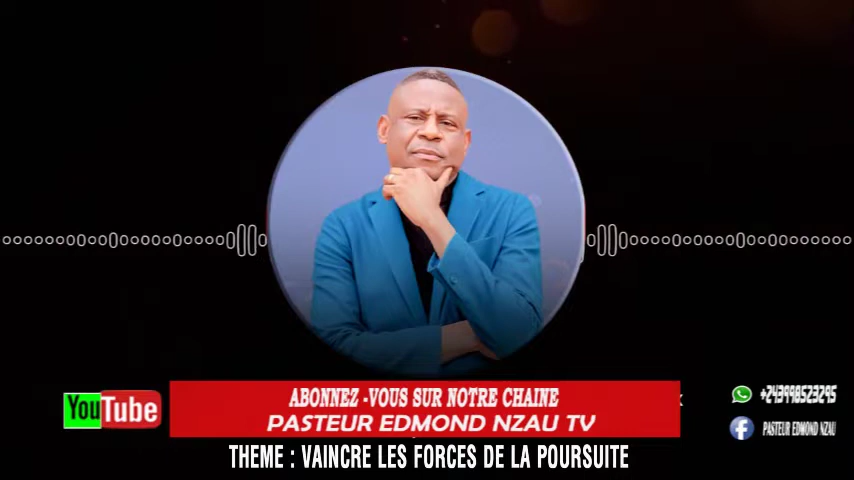 YouTube
ABONNEZ -VOUS SUR NOTRE CHAINE
PASTEUR EDMOND NZAU TV
+243998523295
PASTEUR EDMOND NZAU
THEME : VAINCRE LES FORCES DE LA POURSUITE